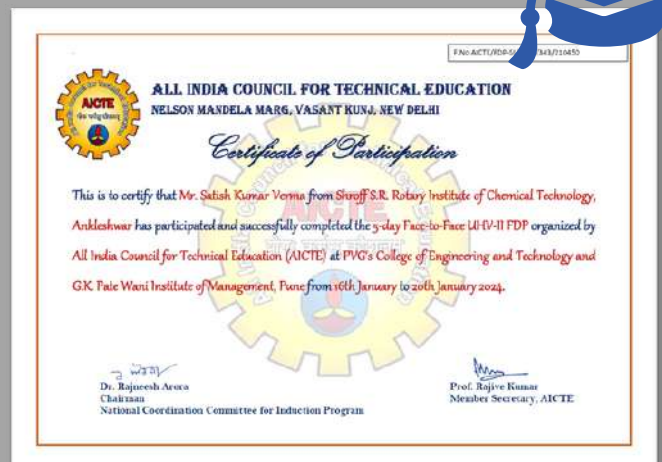 ALL INDIA COUNCIL FOR TECHNICAL EDUCATION
NELSON MANDELA MARG, VASANT KUNJ, NEW DELHI
AICTE
Certificate of Participation
This is to certify that Mr. Satish Kumar Verma from Shroff S.R. Rotary Institute of Chemical Technology,
Ankleshwar has participated and successfully completed the 5-day Face-to-Face UHV-II FDP organized by
All India Council for Technical Education (AICTE) at PVG's College of Engineering and Technology and
G.K. Pate Wani Institute of Management, Pune from 16th January to 20th January 2024.
Dr. Rajneesh Arora
Chairman
National Coordination Committee for Induction Program
Prof. Rajive Kumar
Member Secretary, AICTE